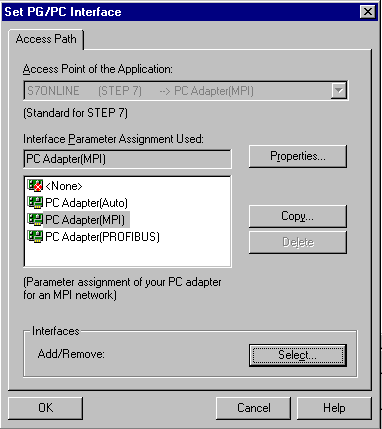 Set PG/PC Interface
Access Path
Access Point of the Application:
S7ONLINE (STEP 7) --> PC Adapter(MPI)
(Standard for STEP 7)
Interface Parameter Assignment Used:
PC Adapter(MPI)
Properties...
<None>
PC Adapter(Auto)
PC Adapter(MPI)
PC Adapter(PROFIBUS)
Copy...
Delete
(Parameter assignment of your PC adapter
for an MPI network)
Interfaces
Add/Remove:
Select...
OK
Cancel
Help